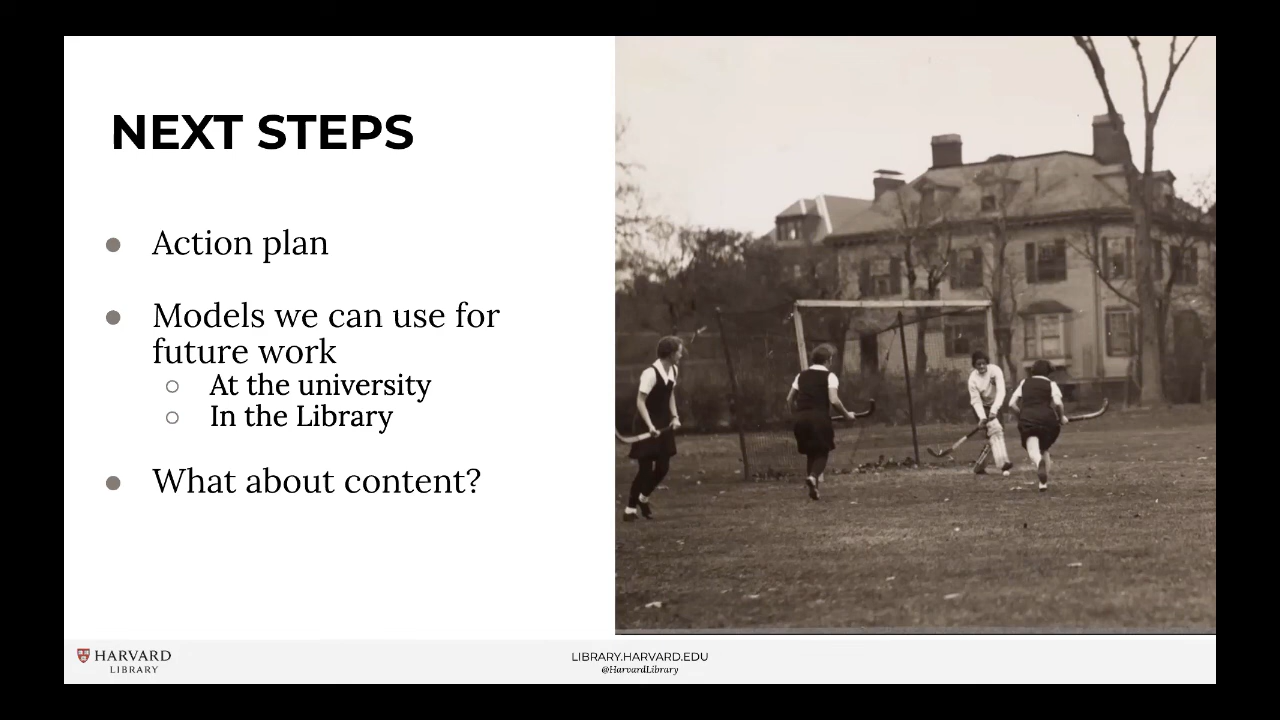 NEXT STEPS
● Action plan
● Models we can use for
future work
○ At the university
○ In the Library
● What about content?
HARVARD
LIBRARY
LIBRARY.HARVARD.EDU
@HarvardLibrary